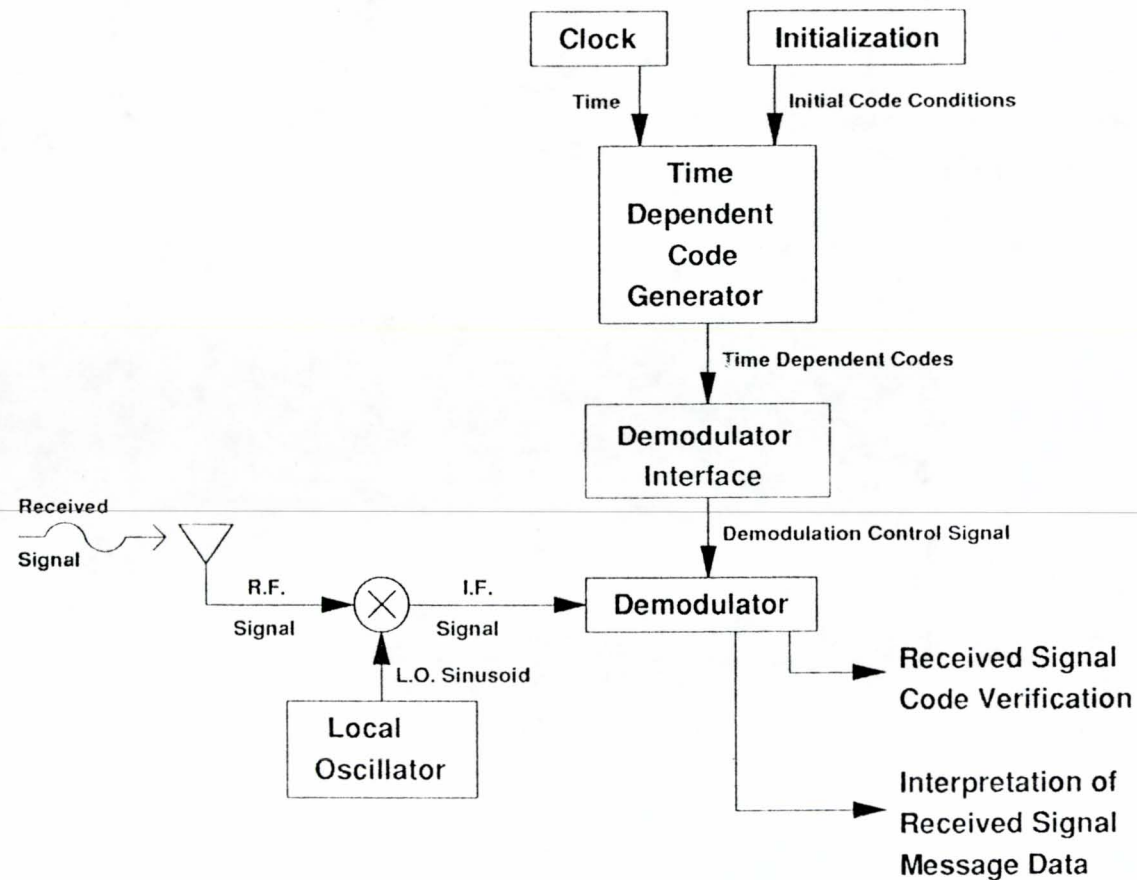 Clock
Initialization
Time
Initial Code Conditions
Time
Dependent
Code
Generator
Time Dependent Codes
Demodulator
Interface
Received
Signal
Demodulation Control Signal
R.F.
Signal
I.F.
Signal
Demodulator
L.O. Sinusoid
Local
Oscillator
Received Signal
Code Verification
Interpretation of
Received Signal
Message Data